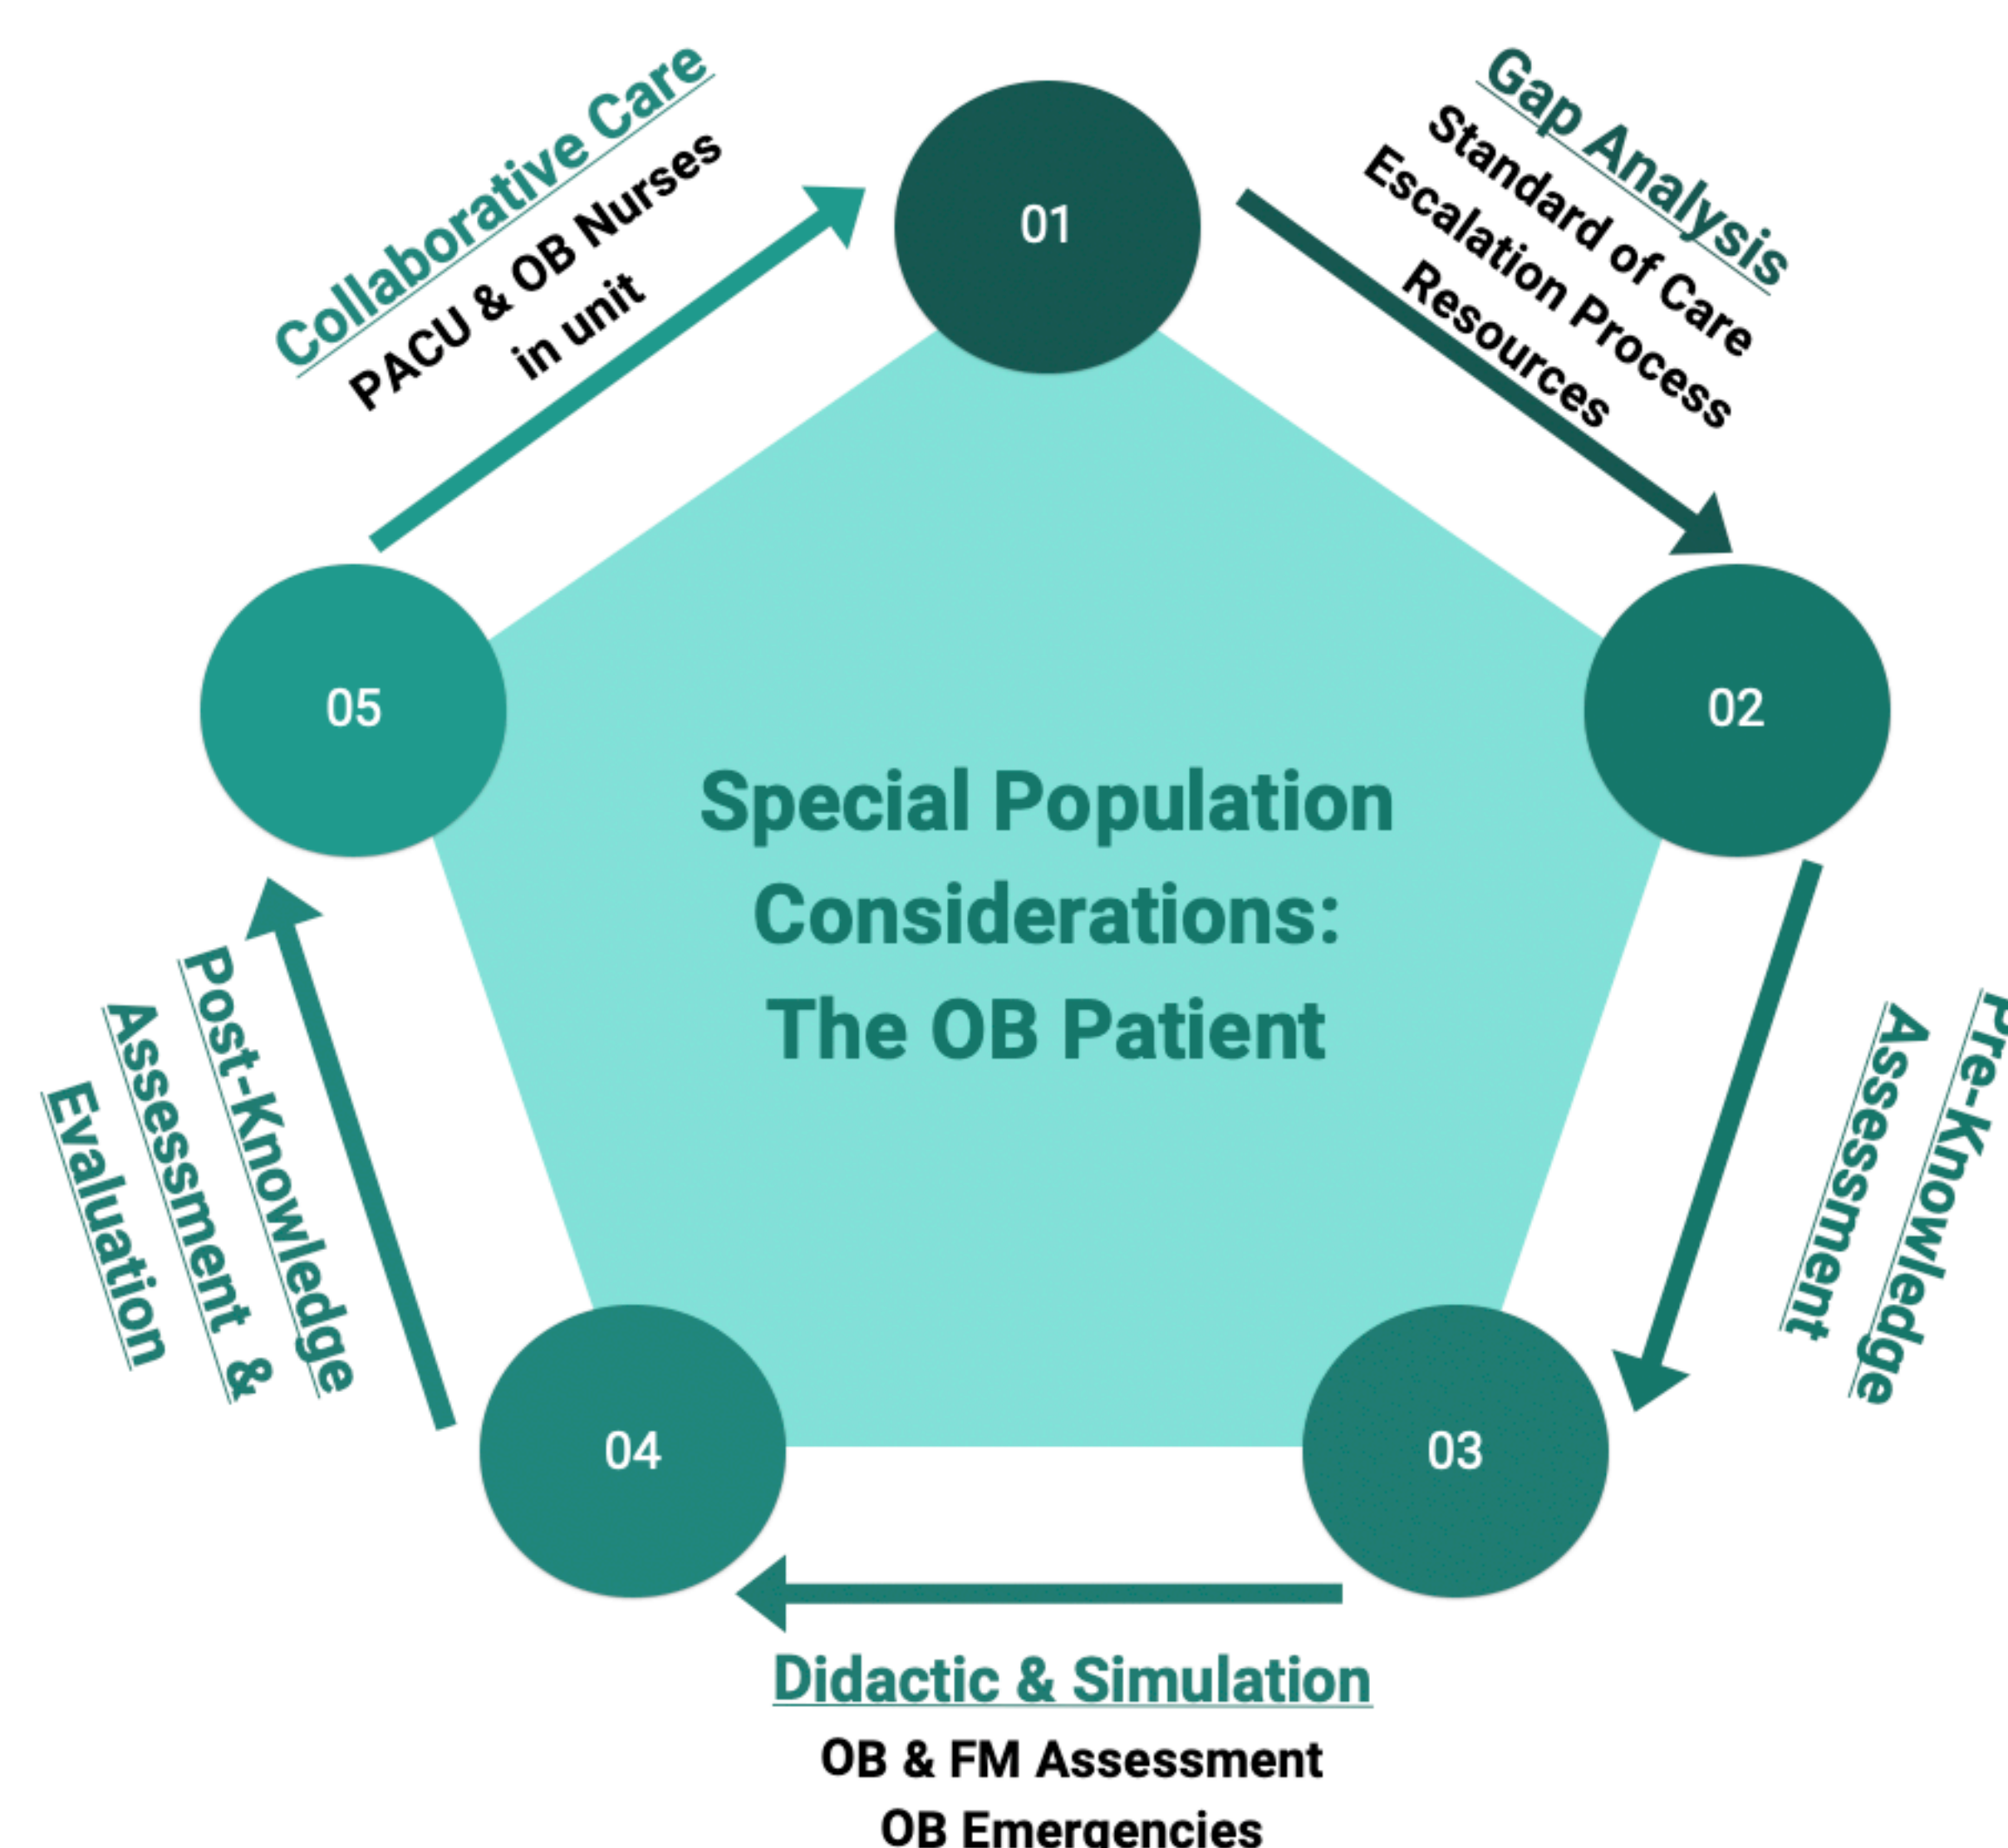 Collaborative Care
PACU & OB Nurses
in unit
01
Gap Analysis
Standard of Care
Escalation Process
Resources
05
02
Special Population
Considerations:
The OB Patient
Post-Knowledge
Assessment &
Evaluation
Pre-Knowledge
Assessment
04
03
Didactic & Simulation
OB & FM Assessment
OB Emergencies